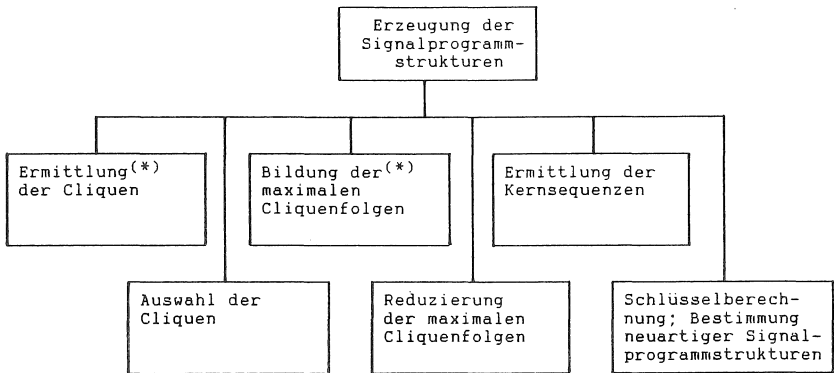 Erzeugung der
Signalprogramm-
strukturen
Ermittlung(*)
der Cliquen
Bildung der(*)
maximalen
Cliquenfolgen
Ermittlung der
Kernsequenzen
Auswahl der
Cliquen
Reduzierung
der maximalen
Cliquenfolgen
Schlüsselberech-
nung; Bestimmung
neuartiger Signal-
programmstrukturen